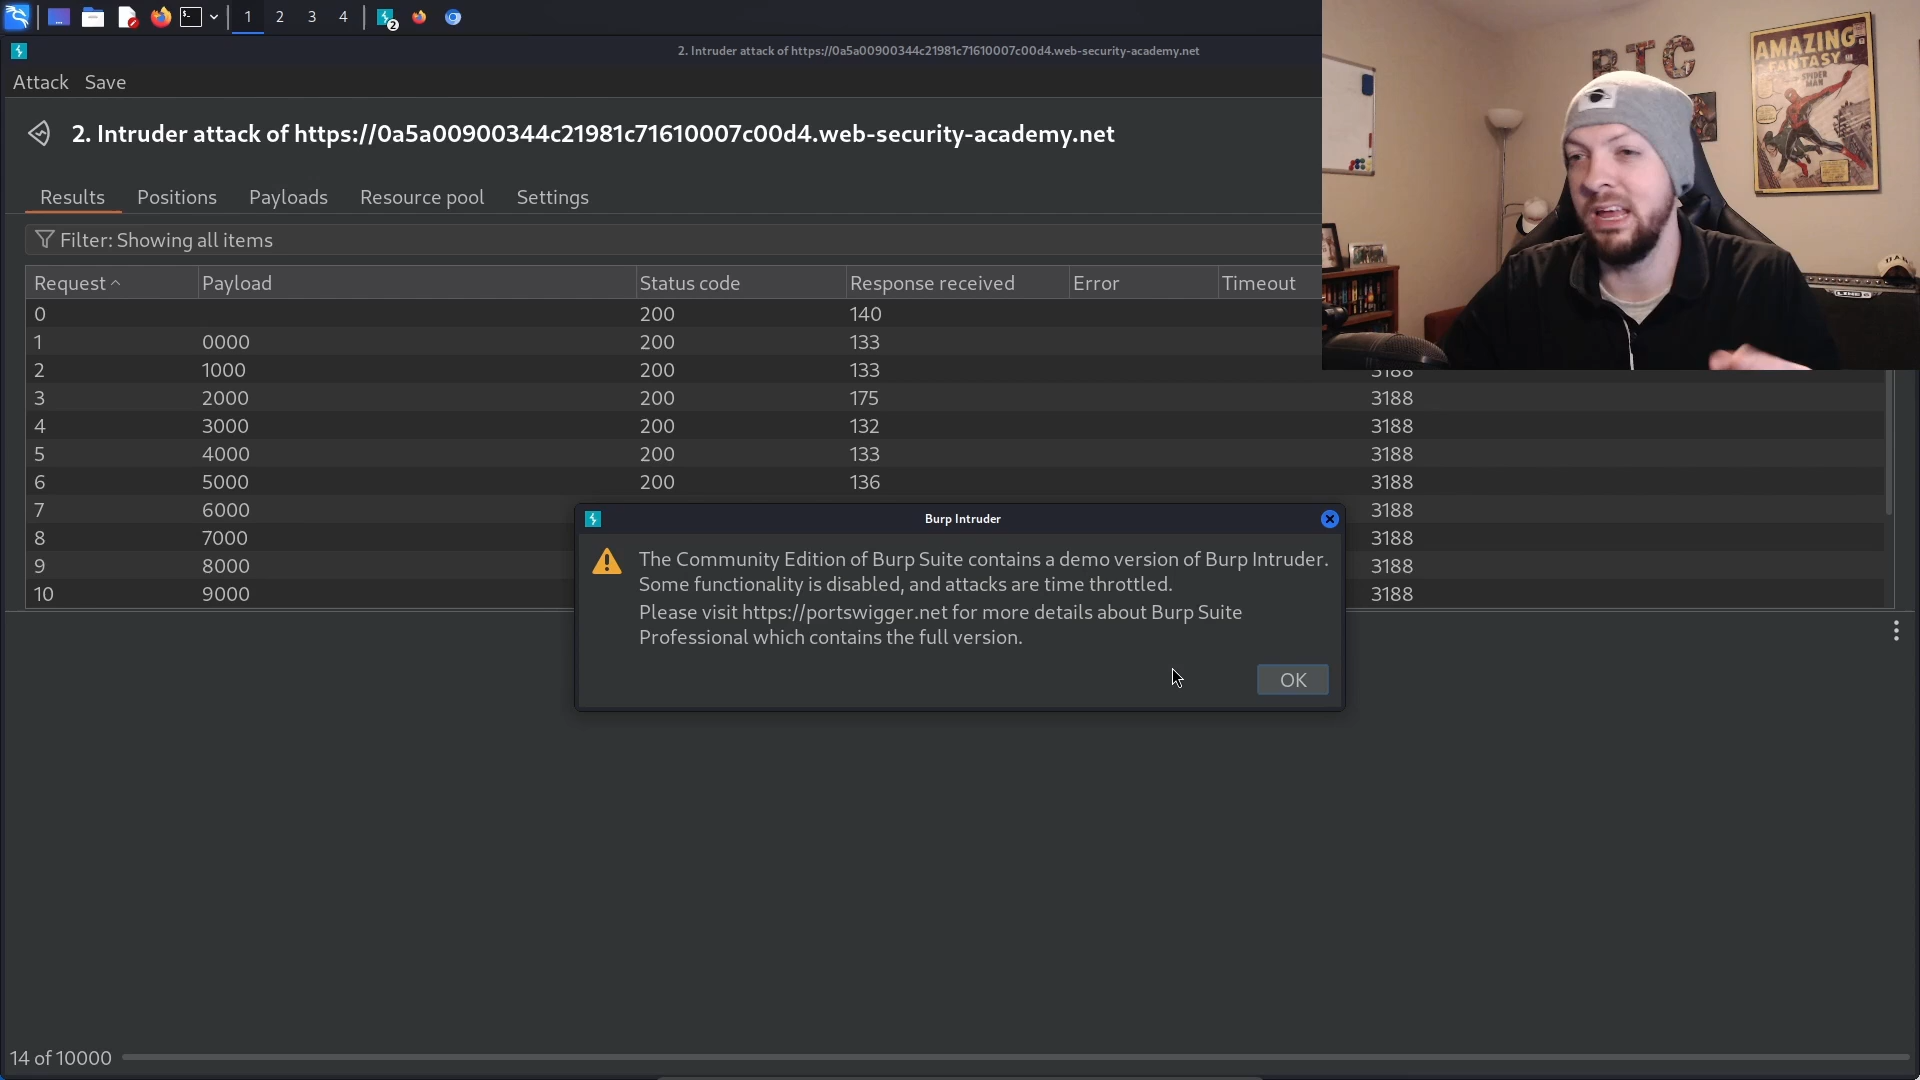 1 2 3 4 2
2. Intruder attack of https://0a5a00900344c21981c71610007c00d4.web-security-academy.net
Attack Save
2. Intruder attack of https://0a5a00900344c21981c71610007c00d4.web-security-academy.net
Results Positions Payloads Resource pool Settings
Filter: Showing all items
Request Payload Status code Response received Error Timeout
0 200 140
1 0000 200 133
2 1000 200 133 3188
3 2000 200 175 3188
4 3000 200 132 3188
5 4000 200 133 3188
6 5000 200 136 3188
7 6000 3188
8 7000 3188
9 8000 3188
10 9000 3188
Burp Intruder
The Community Edition of Burp Suite contains a demo version of Burp Intruder.
Some functionality is disabled, and attacks are time throttled.
Please visit https://portswigger.net for more details about Burp Suite
Professional which contains the full version.
OK
14 of 10000
BTC
AMAZING
FANTASY
SPIDER
MAN
LINE 6